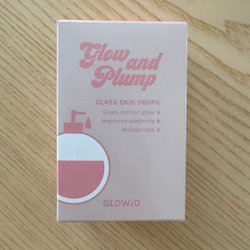 Glow
and
Plump
GLASS SKIN DROPS
Gives instant glow
Improves elasticity
Moisturizes
GLOWiD